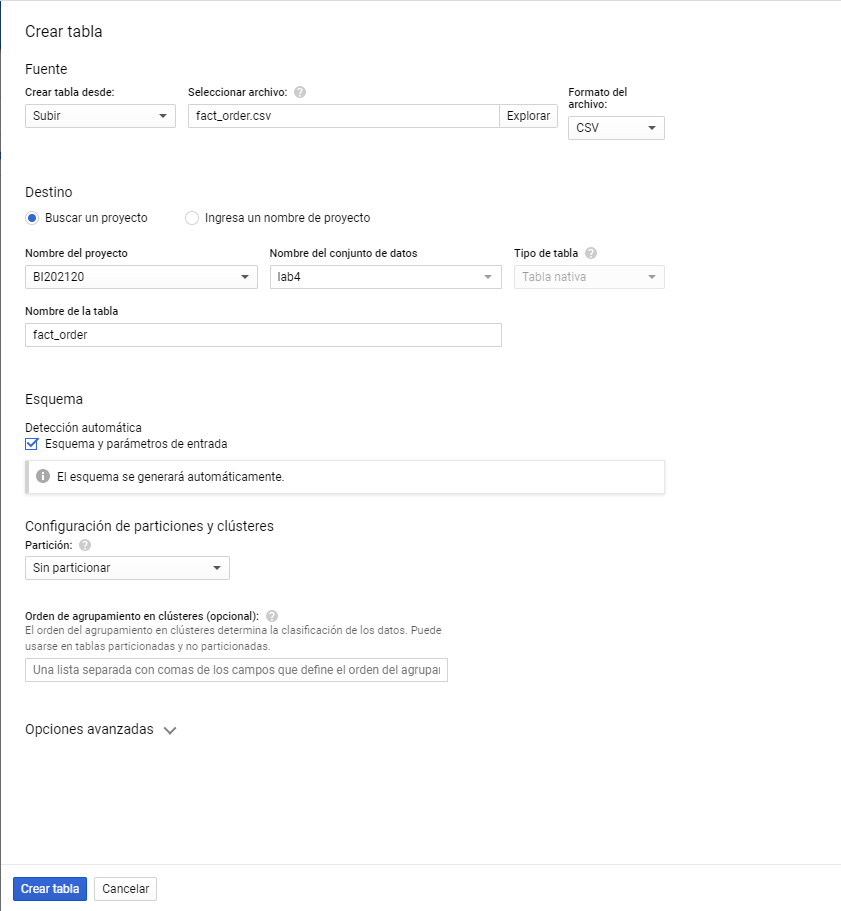 Crear tabla
Fuente
Crear tabla desde:
Seleccionar archivo:
Formato del
archivo:
Subir
fact_order.csv
Explorar
CSV
Destino
Buscar un proyecto
Ingresa un nombre de proyecto
Nombre del proyecto
Nombre del conjunto de datos
Tipo de tabla
BI202120
lab4
Tabla nativa
Nombre de la tabla
fact_order
Esquema
Detección automática
Esquema y parámetros de entrada
El esquema se generará automáticamente.
Configuración de particiones y clústeres
Partición:
Sin particionar
Orden de agrupamiento en clústeres (opcional):
El orden del agrupamiento en clústeres determina la clasificación de los datos. Puede
usarse en tablas particionadas y no particionadas.
Una lista separada con comas de los campos que define el orden del agrupar
Opciones avanzadas
Crear tabla
Cancelar